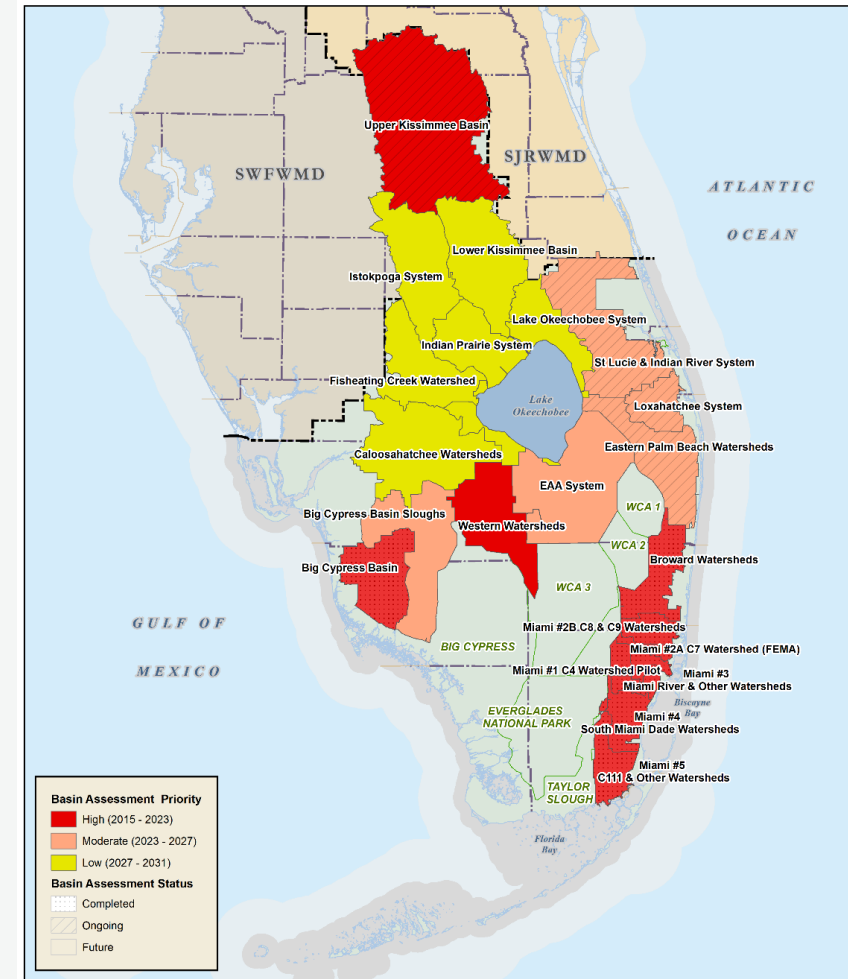 Upper Kissimmee Basin
SJRWMD
SWFWMD
ATLANTIC
OCEAN
Lower Kissimmee Basin
Istokpoga System
Lake Okeechobee System
Indian Prairie System
St Lucie & Indian River System
Fisheating Creek Watershed
Lake
Okeechobee
Loxahatchee System
Eastern Palm Beach Watersheds
Caloosahatchee Watersheds
EAA System
WCA 1
Big Cypress Basin Sloughs
Western Watersheds
WCA 2
Broward Watersheds
Big Cypress Basin
WCA 3
GULF OF
MEXICO
Miami #2B C8 & C9 Watersheds
BIG CYPRESS
Miami #2A C7 Watershed (FEMA)
Miami #1 C4 Watershed Pilot
Miami #3
Miami River & Other Watersheds
Biscayne
Bay
EVERGLADES
NATIONAL PARK
Miami #4
South Miami Dade Watersheds
Miami #5
C111 & Other Watersheds
TAYLOR
SLOUGH
Florida
Bay
Basin Assessment Priority
High (2015 - 2023)
Moderate (2023 - 2027)
Low (2027 - 2031)
Basin Assessment Status
Completed
Ongoing
Future